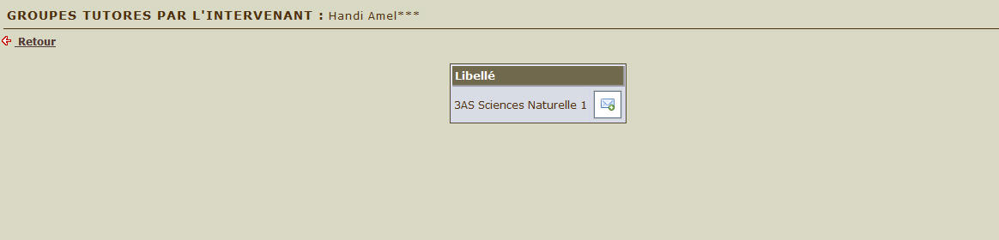 GROUPES TUTORES PAR L'INTERVENANT : Handi Amel***
Retour
Libellé
3AS Sciences Naturelle 1